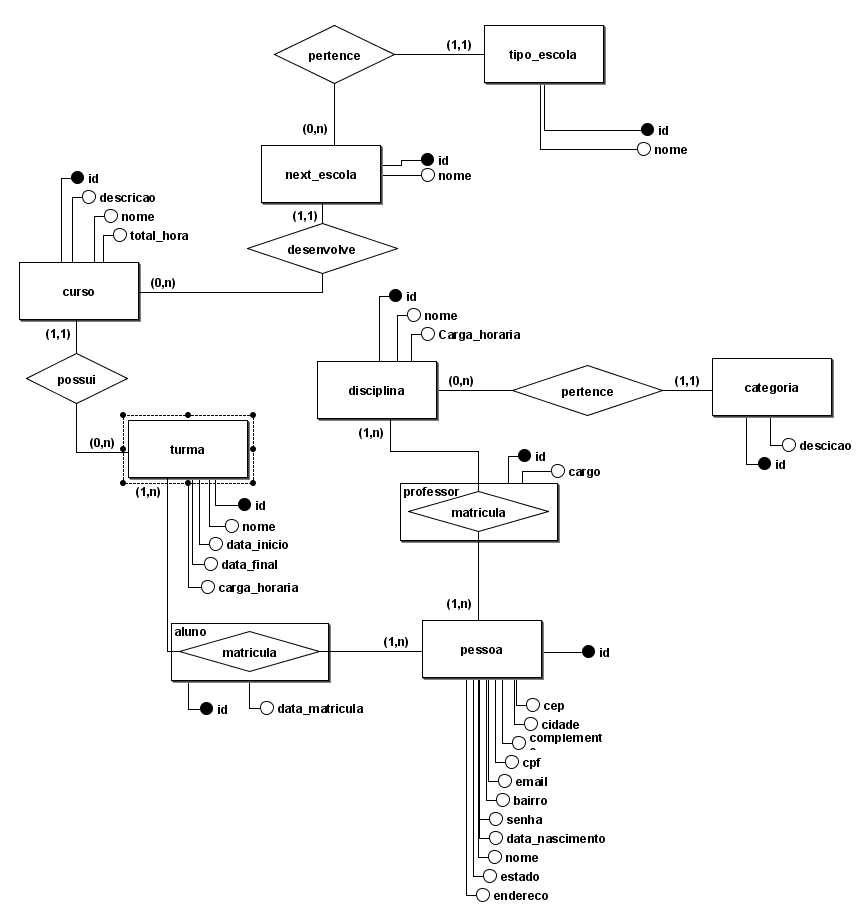 pertence
(1,1)
tipo_escola
(0,n)
id
nome
next_escola
id
nome
(1,1)
desenvolve
id
descricao
nome
total_hora
curso
(0,n)
(1,1)
possui
(0,n)
turma
(1,n)
id
nome
data_inicio
data_final
carga_horaria
id
nome
Carga_horaria
disciplina
(0,n)
pertence
(1,1)
categoria
descicao
id
(1,n)
id
cargo
professor
matricula
(1,n)
aluno
matricula
(1,n)
id
data_matricula
pessoa
id
cep
cidade
complement
cpf
email
bairro
senha
data_nascimento
nome
estado
endereco